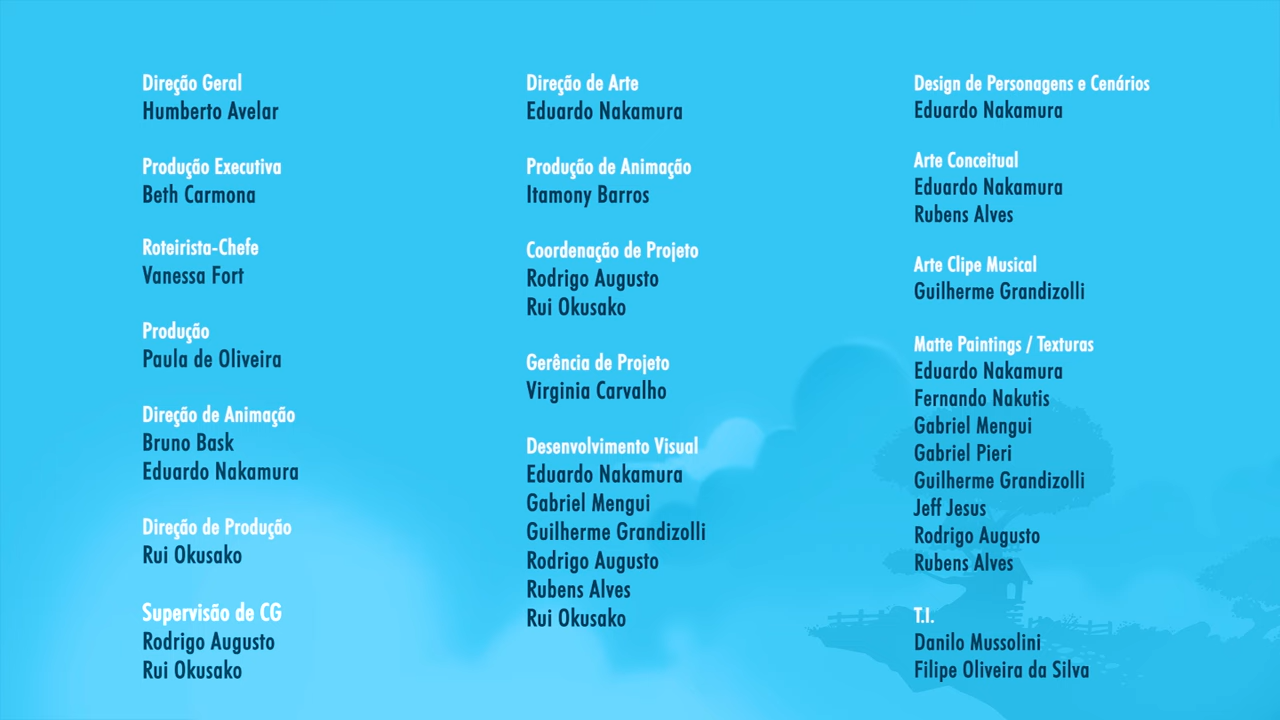 Direção Geral
Humberto Avelar
Produção Executiva
Beth Carmona
Roteirista-Chefe
Vanessa Fort
Produção
Paula de Oliveira
Direção de Animação
Bruno Bask
Eduardo Nakamura
Direção de Produção
Rui Okusako
Supervisão de CG
Rodrigo Augusto
Rui Okusako
Direção de Arte
Eduardo Nakamura
Produção de Animação
Itamony Barros
Coordenação de Projeto
Rodrigo Augusto
Rui Okusako
Gerência de Projeto
Virginia Carvalho
Desenvolvimento Visual
Eduardo Nakamura
Gabriel Mengui
Guilherme Grandizolli
Rodrigo Augusto
Rubens Alves
Rui Okusako
Design de Personagens e Cenários
Eduardo Nakamura
Arte Conceitual
Eduardo Nakamura
Rubens Alves
Arte Clipe Musical
Guilherme Grandizolli
Matte Paintings / Texturas
Eduardo Nakamura
Fernando Nakutis
Gabriel Mengui
Gabriel Pieri
Guilherme Grandizolli
Jeff Jesus
Rodrigo Augusto
Rubens Alves
T.I.
Danilo Mussolini
Filipe Oliveira da Silva